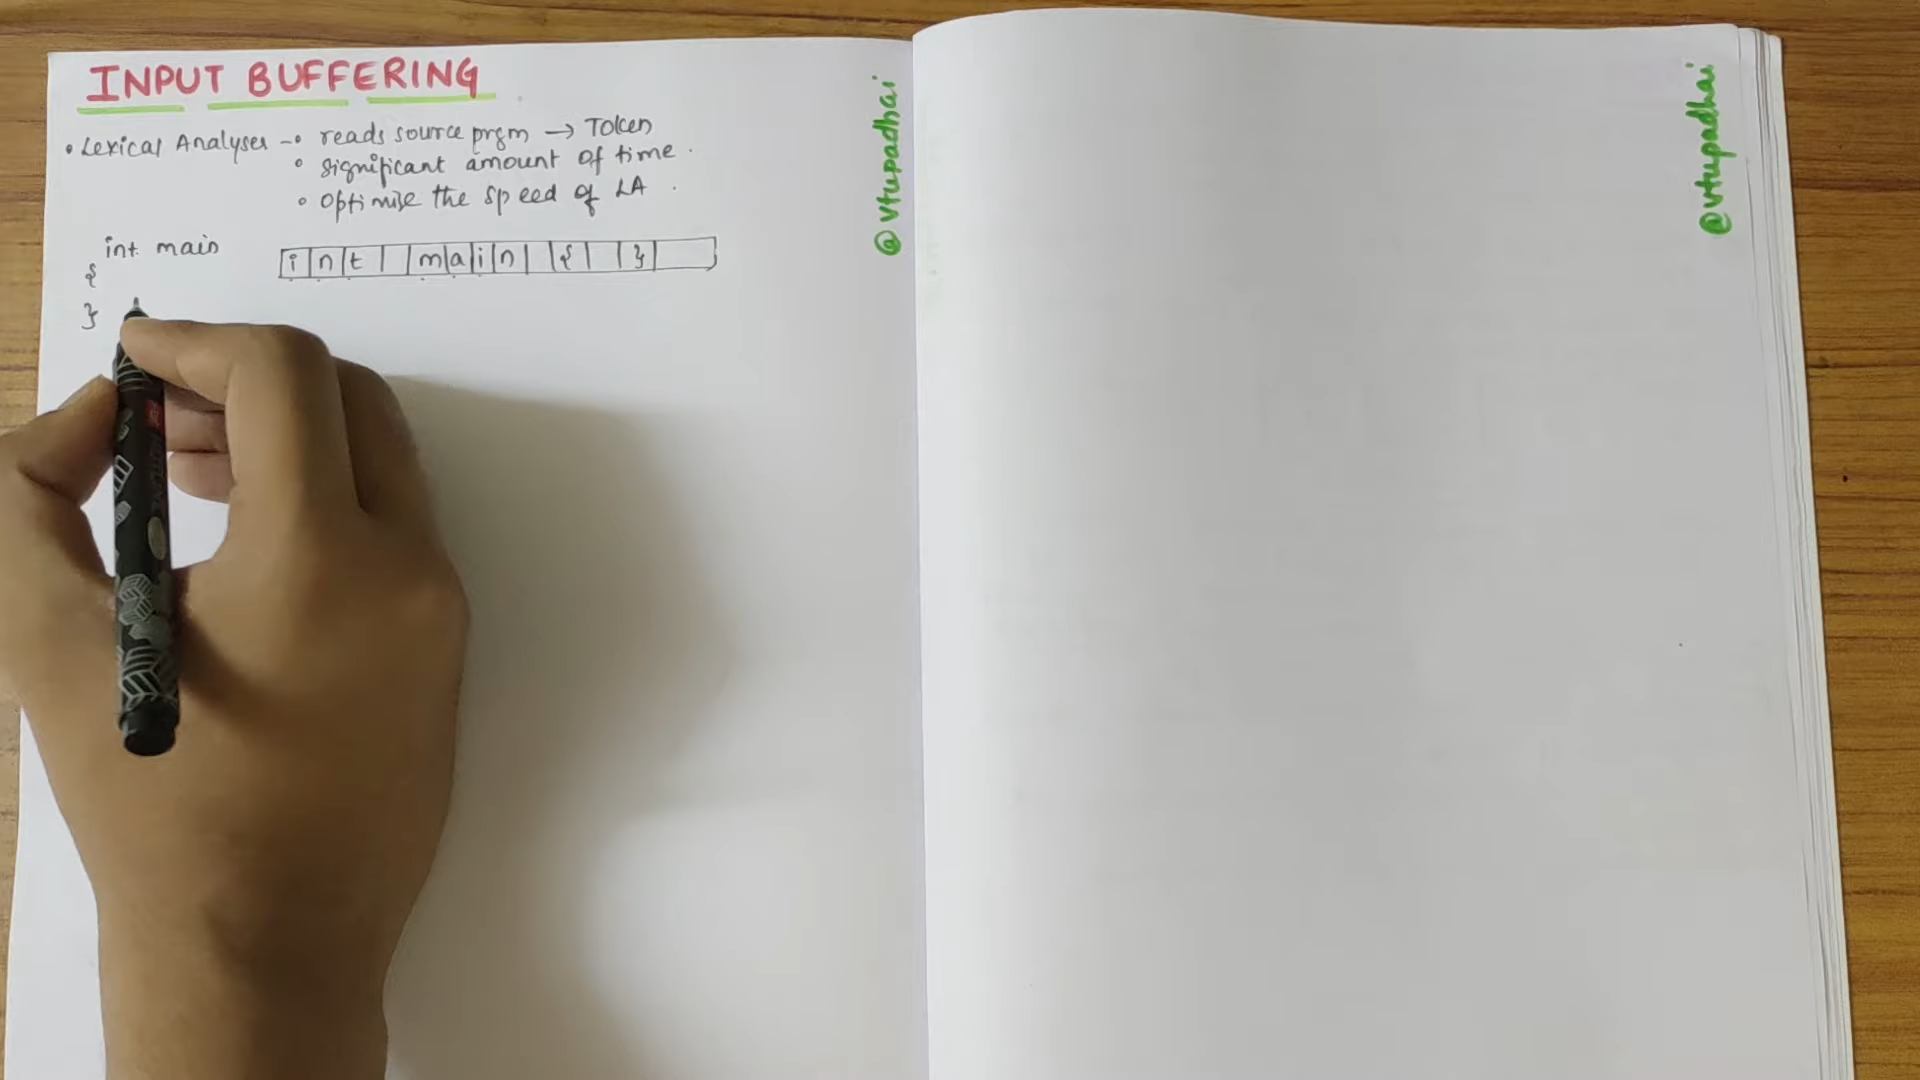 INPUT BUFFERING
• Lexical Analyser - ∘ reads source prgm → Token
∘ significant amount of time.
∘ optimise the speed of LA.
int main
{
}
i n t m a i n { }
@vtupadhai
@vtupadhai